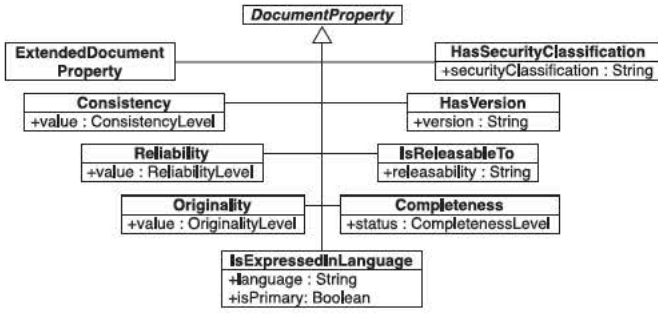 DocumentProperty
ExtendedDocument
Property
HasSecurityClassification
+securityClassification : String
Consistency
+value : ConsistencyLevel
HasVersion
+version : String
Reliability
+value : ReliabilityLevel
IsReleasableTo
+releasability : String
Originality
+value : OriginalityLevel
Completeness
+status : CompletenessLevel
IsExpressedInLanguage
+language : String
+isPrimary: Boolean